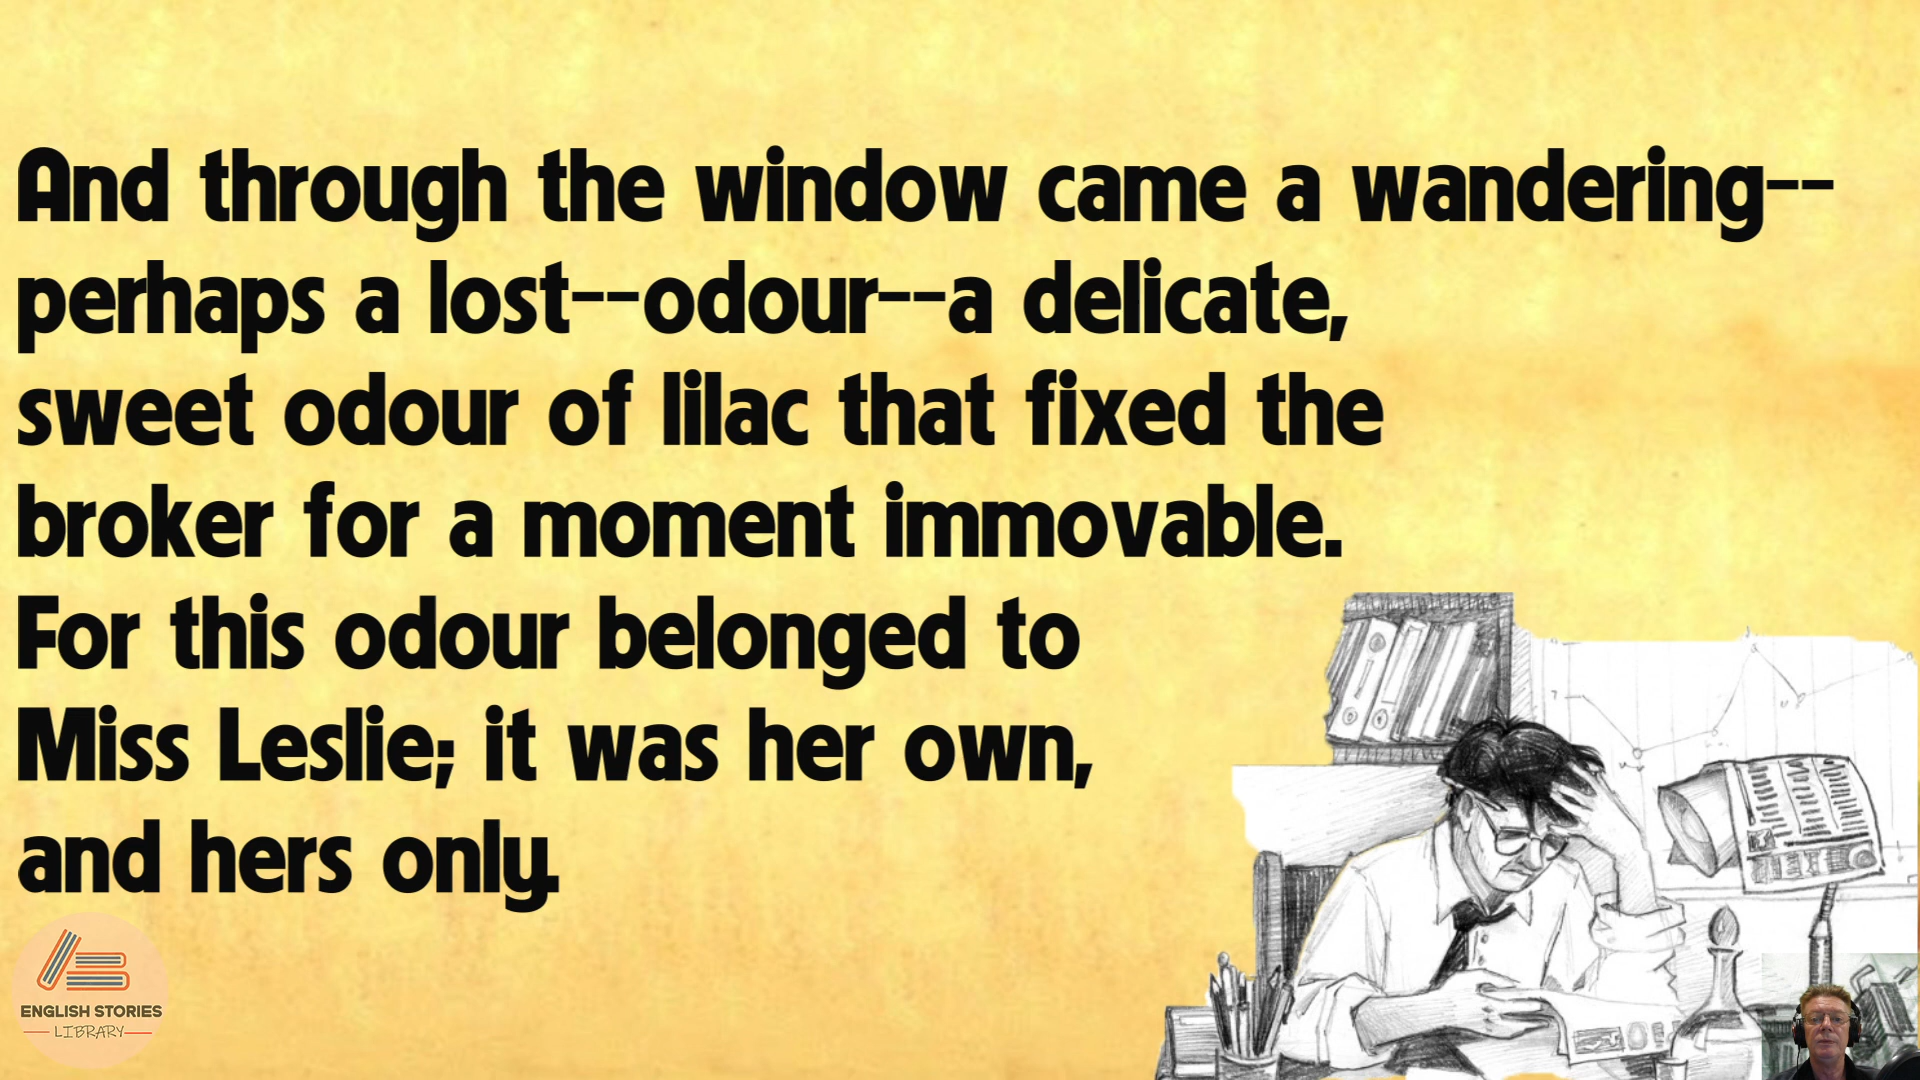 And through the window came a wandering--
perhaps a lost--odour--a delicate,
sweet odour of lilac that fixed the
broker for a moment immovable.
For this odour belonged to
Miss Leslie; it was her own,
and hers only.
ENGLISH STORIES
LIBRARY